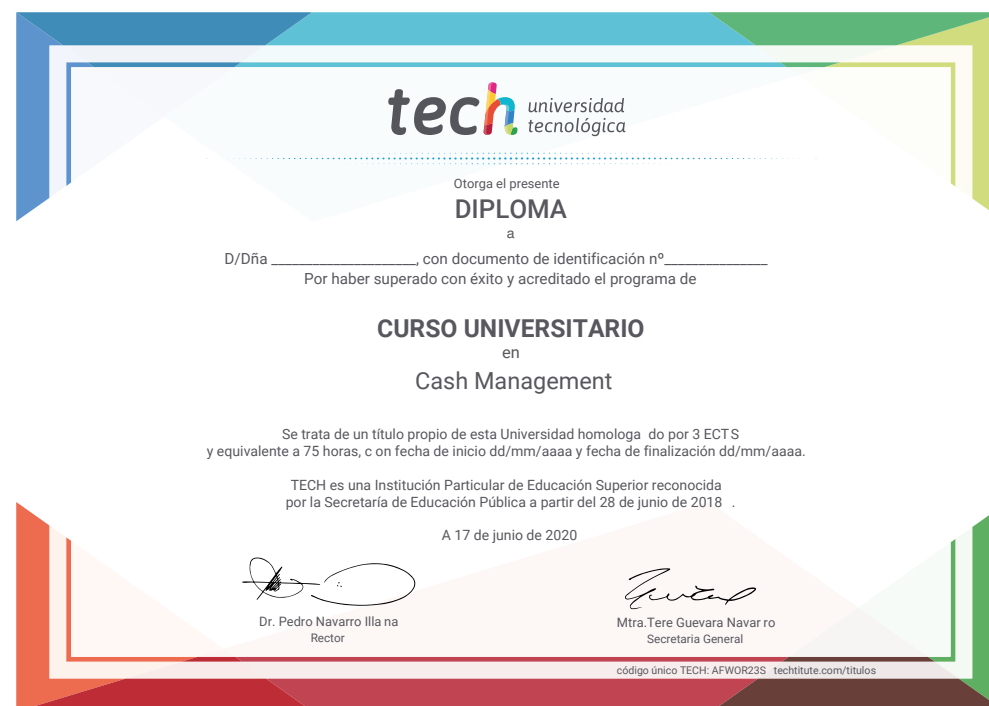 tech universidad
tecnológica
Otorga el presente
DIPLOMA
a
D/Dña ___________________, con documento de identificación nº______________
Por haber superado con éxito y acreditado el programa de
CURSO UNIVERSITARIO
en
Cash Management
Se trata de un título propio de esta Universidad homologa do por 3 ECTS
y equivalente a 75 horas, c on fecha de inicio dd/mm/aaaa y fecha de finalización dd/mm/aaaa.
TECH es una Institución Particular de Educación Superior reconocida
por la Secretaría de Educación Pública a partir del 28 de junio de 2018 .
A 17 de junio de 2020
Dr. Pedro Navarro Illa na
Rector
Mtra.Tere Guevara Navar ro
Secretaria General
código único TECH: AFWOR23S techtitute.com/titulos